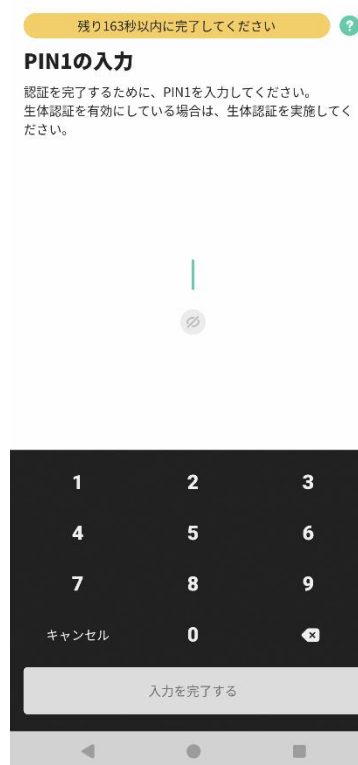 残り163秒以内に完了してください
?
PIN1の入力
認証を完了するために、PIN1を入力してください。
生体認証を有効にしている場合は、生体認証を実施してく
ださい。
1 2 3
4 5 6
7 8 9
キャンセル 0
入力を完了する